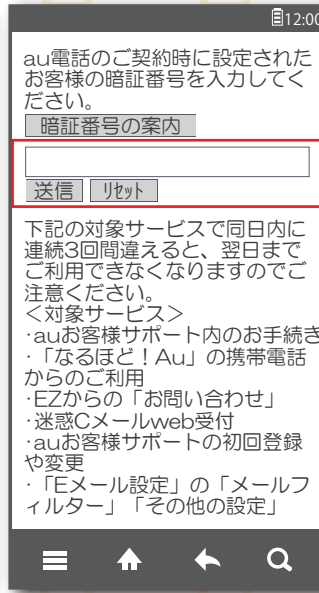 12:00
au電話のご契約時に設定された
お客様の暗証番号を入力してく
ださい。
暗証番号の案内
送信 リセット
下記の対象サービスで同日内に
連続3回間違えると、翌日まで
ご利用できなくなりますのでご
注意ください。
＜対象サービス＞
･auお客様サポート内のお手続き
･「なるほど！Au」の携帯電話
からのご利用
･EZからの「お問い合わせ」
･迷惑Cメールweb受付
･auお客様サポートの初回登録
や変更
･「Eメール設定」の「メールフ
ィルター」「その他の設定」